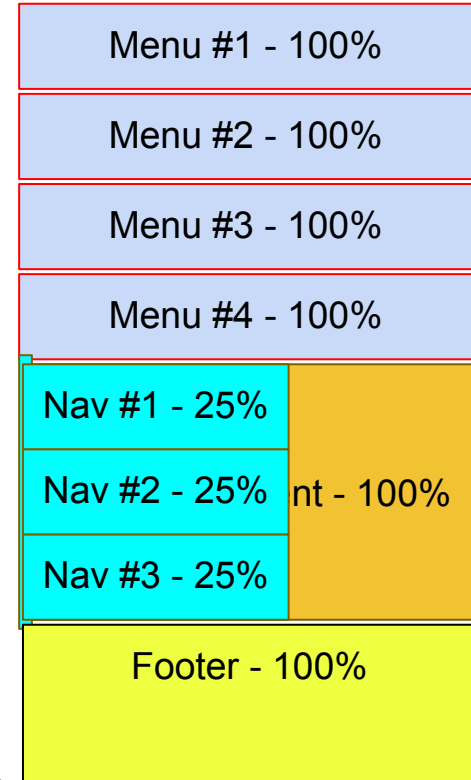 Menu #1 - 100%
Menu #2 - 100%
Menu #3 - 100%
Menu #4 - 100%
Nav #1 - 25%
Nav #2 - 25% nt - 100%
Nav #3 - 25%
Footer - 100%